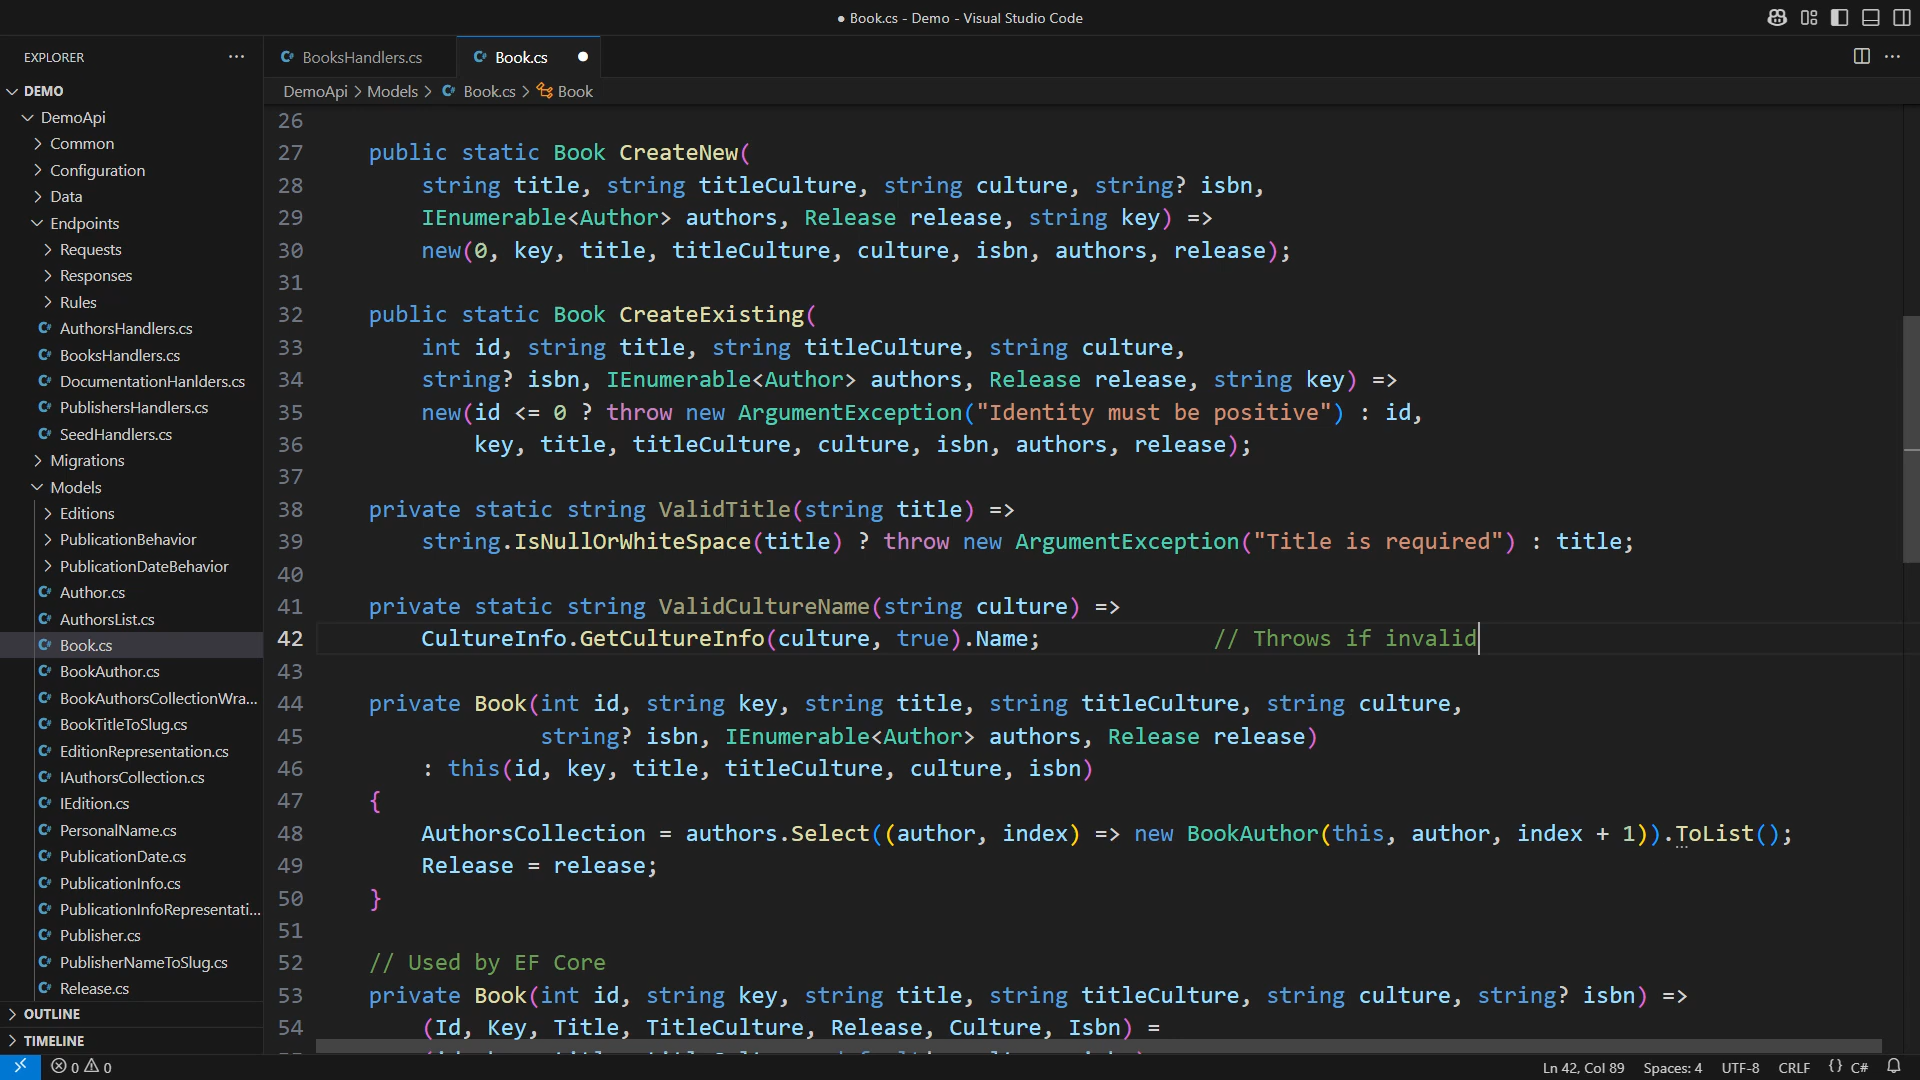 ● Book.cs - Demo - Visual Studio Code
EXPLORER
DEMO
DemoApi
Common
Configuration
Data
Endpoints
Requests
Responses
Rules
AuthorsHandlers.cs
BooksHandlers.cs
DocumentationHanlders.cs
PublishersHandlers.cs
SeedHandlers.cs
Migrations
Models
Editions
PublicationBehavior
PublicationDateBehavior
Author.cs
AuthorsList.cs
Book.cs
BookAuthor.cs
BookAuthorsCollectionWra...
BookTitleToSlug.cs
EditionRepresentation.cs
IAuthorsCollection.cs
IEdition.cs
PersonalName.cs
PublicationDate.cs
PublicationInfo.cs
PublicationInfoRepresentati...
Publisher.cs
PublisherNameToSlug.cs
Release.cs
OUTLINE
TIMELINE
BooksHandlers.cs
Book.cs
DemoApi > Models > Book.cs > Book
26
27 public static Book CreateNew(
28 string title, string titleCulture, string culture, string? isbn,
29 IEnumerable<Author> authors, Release release, string key) =>
30 new(0, key, title, titleCulture, culture, isbn, authors, release);
31
32 public static Book CreateExisting(
33 int id, string title, string titleCulture, string culture,
34 string? isbn, IEnumerable<Author> authors, Release release, string key) =>
35 new(id <= 0 ? throw new ArgumentException("Identity must be positive") : id,
36 key, title, titleCulture, culture, isbn, authors, release);
37
38 private static string ValidTitle(string title) =>
39 string.IsNullOrWhiteSpace(title) ? throw new ArgumentException("Title is required") : title;
40
41 private static string ValidCultureName(string culture) =>
42 CultureInfo.GetCultureInfo(culture, true).Name; // Throws if invalid
43
44 private Book(int id, string key, string title, string titleCulture, string culture,
45 string? isbn, IEnumerable<Author> authors, Release release)
46 : this(id, key, title, titleCulture, culture, isbn)
47 {
48 AuthorsCollection = authors.Select((author, index) => new BookAuthor(this, author, index + 1)).ToList();
49 Release = release;
50 }
51
52 // Used by EF Core
53 private Book(int id, string key, string title, string titleCulture, string culture, string? isbn) =>
54 (Id, Key, Title, TitleCulture, Release, Culture, Isbn) =
0 0
Ln 42, Col 89 Spaces: 4 UTF-8 CRLF {} C#